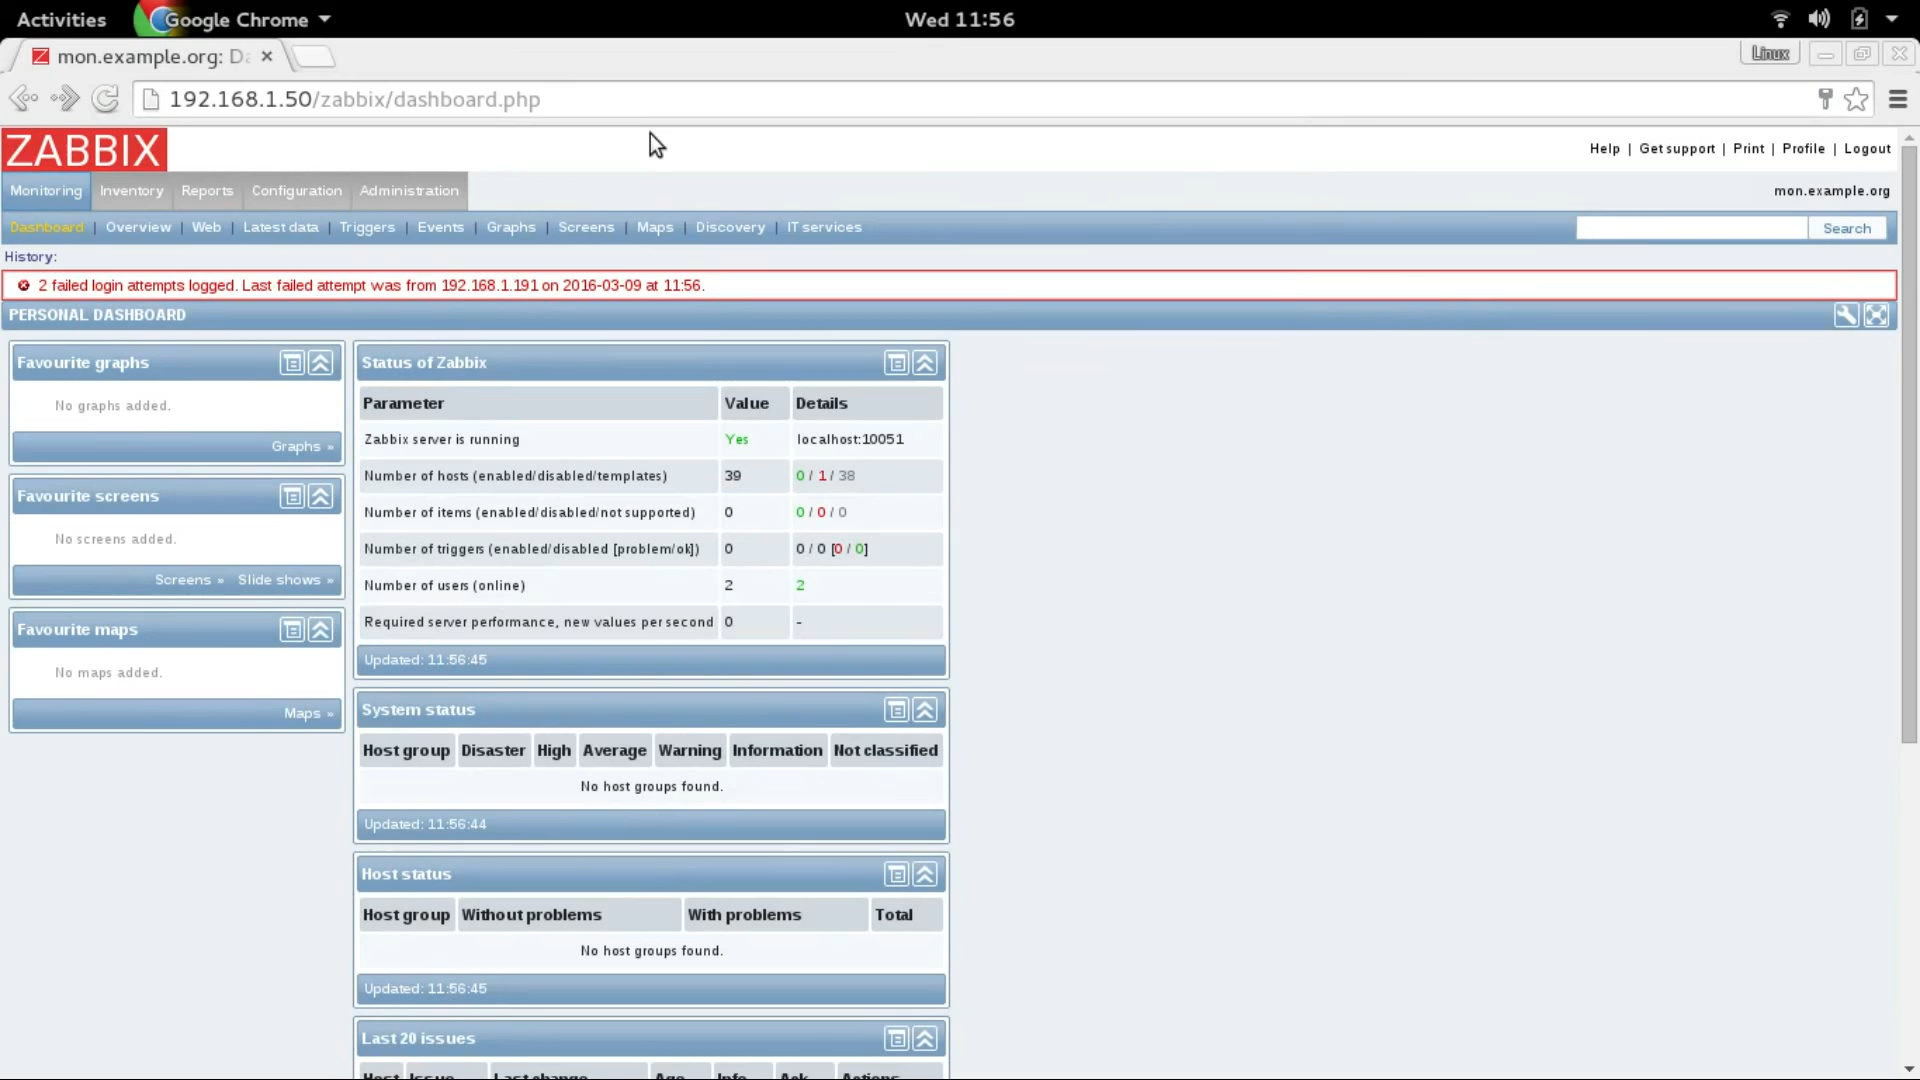 Activities Google Chrome Wed 11:56
mon.example.org: Da
Linux
192.168.1.50/zabbix/dashboard.php
ZABBIX
Help | Get support | Print | Profile | Logout
Monitoring Inventory Reports Configuration Administration
mon.example.org
Dashboard | Overview | Web | Latest data | Triggers | Events | Graphs | Screens | Maps | Discovery | IT services
Search
History:
2 failed login attempts logged. Last failed attempt was from 192.168.1.191 on 2016-03-09 at 11:56.
PERSONAL DASHBOARD
Favourite graphs
No graphs added.
Graphs »
Favourite screens
No screens added.
Screens » Slide shows »
Favourite maps
No maps added.
Maps »
Status of Zabbix
Parameter Value Details
Zabbix server is running Yes localhost:10051
Number of hosts (enabled/disabled/templates) 39 0 / 1 / 38
Number of items (enabled/disabled/not supported) 0 0 / 0 / 0
Number of triggers (enabled/disabled [problem/ok]) 0 0 / 0 [0 / 0]
Number of users (online) 2 2
Required server performance, new values per second 0 -
Updated: 11:56:45
System status
Host group Disaster High Average Warning Information Not classified
No host groups found.
Updated: 11:56:44
Host status
Host group Without problems With problems Total
No host groups found.
Updated: 11:56:45
Last 20 issues
Host Issue Last change Age Info Ack Actions